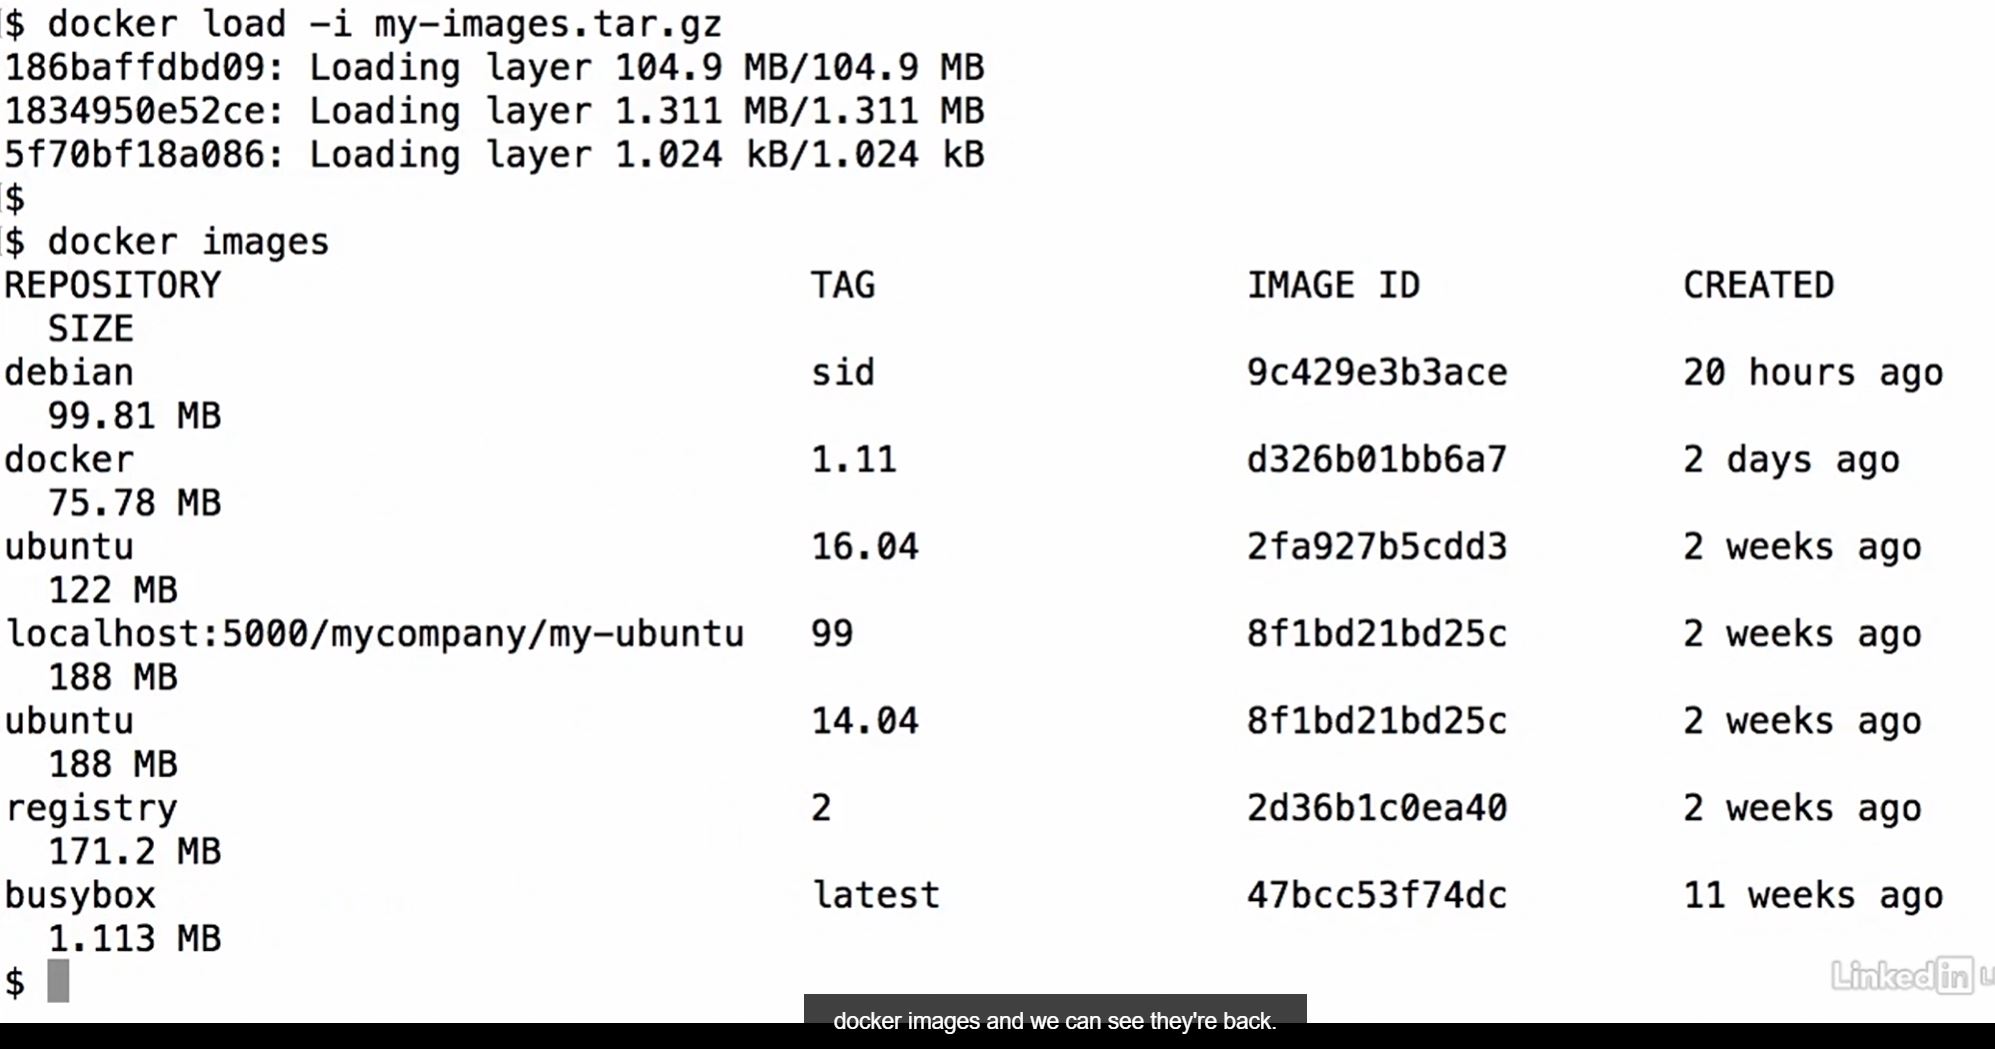 $ docker load -i my-images.tar.gz
186baffdbd09: Loading layer 104.9 MB/104.9 MB
1834950e52ce: Loading layer 1.311 MB/1.311 MB
5f70bf18a086: Loading layer 1.024 kB/1.024 kB
$
$ docker images
REPOSITORY TAG IMAGE ID CREATED
SIZE
debian sid 9c429e3b3ace 20 hours ago
99.81 MB
docker 1.11 d326b01bb6a7 2 days ago
75.78 MB
ubuntu 16.04 2fa927b5cdd3 2 weeks ago
122 MB
localhost:5000/mycompany/my-ubuntu 99 8f1bd21bd25c 2 weeks ago
188 MB
ubuntu 14.04 8f1bd21bd25c 2 weeks ago
188 MB
registry 2 2d36b1c0ea40 2 weeks ago
171.2 MB
busybox latest 47bcc53f74dc 11 weeks ago
1.113 MB
$
LinkedIn
docker images and we can see they're back.